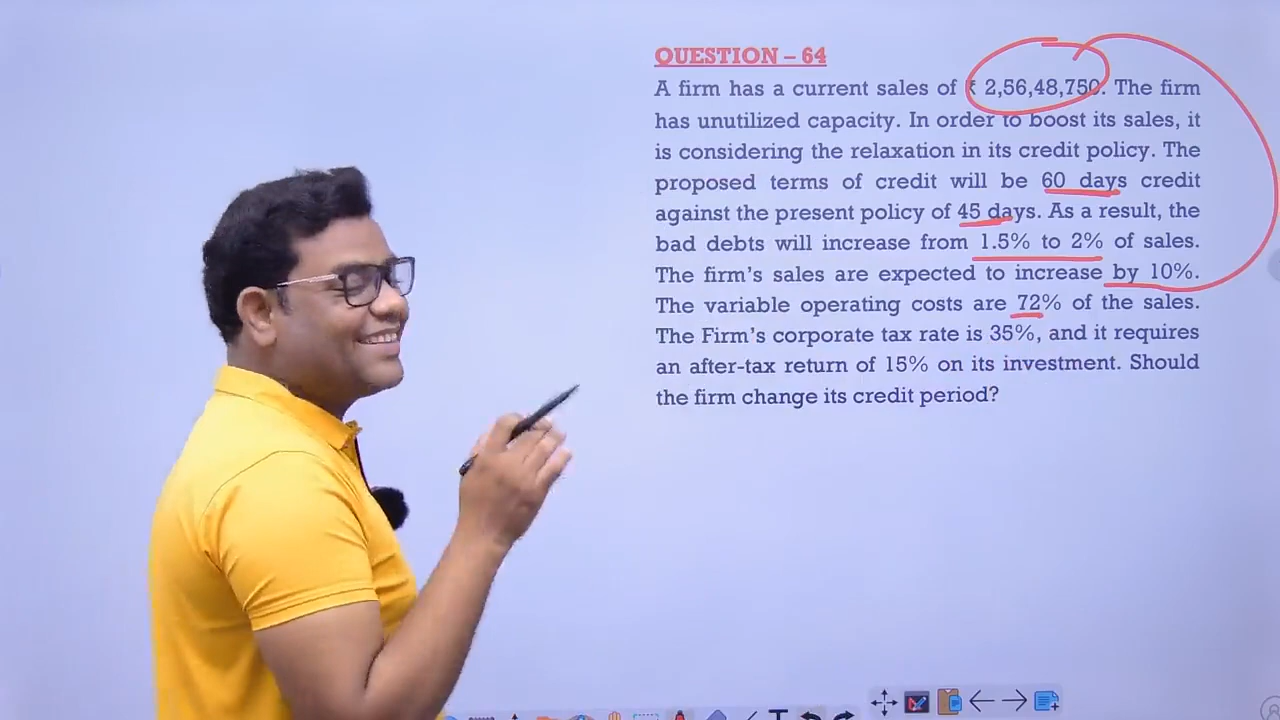 QUESTION – 64
A firm has a current sales of ₹ 2,56,48,750. The firm
has unutilized capacity. In order to boost its sales, it
is considering the relaxation in its credit policy. The
proposed terms of credit will be 60 days credit
against the present policy of 45 days. As a result, the
bad debts will increase from 1.5% to 2% of sales.
The firm's sales are expected to increase by 10%.
The variable operating costs are 72% of the sales.
The Firm's corporate tax rate is 35%, and it requires
an after-tax return of 15% on its investment. Should
the firm change its credit period?